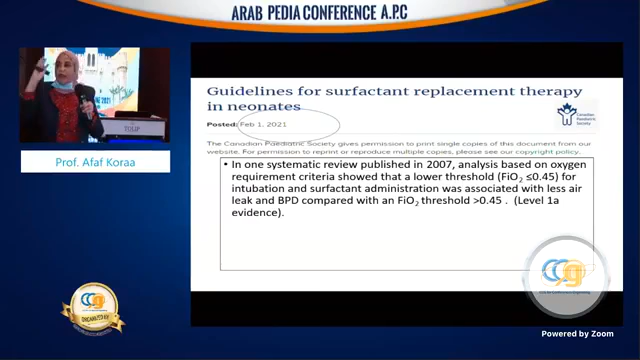 ARAB PEDIA CONFERENCE A.P.C
Guidelines for surfactant replacement therapy
in neonates
Posted: Feb 1, 2021
Canadian
Paediatric
Society
The Canadian Paediatric Society gives permission to print single copies of this document from our
website. For permission to reprint or reproduce multiple copies, please see our copyright policy.
• In one systematic review published in 2007, analysis based on oxygen
requirement criteria showed that a lower threshold (FiO₂ ≤0.45) for
intubation and surfactant administration was associated with less air
leak and BPD compared with an FiO₂ threshold >0.45 . (Level 1a
evidence).
Prof. Afaf Koraa
ORGANIZED BY
Powered by Zoom